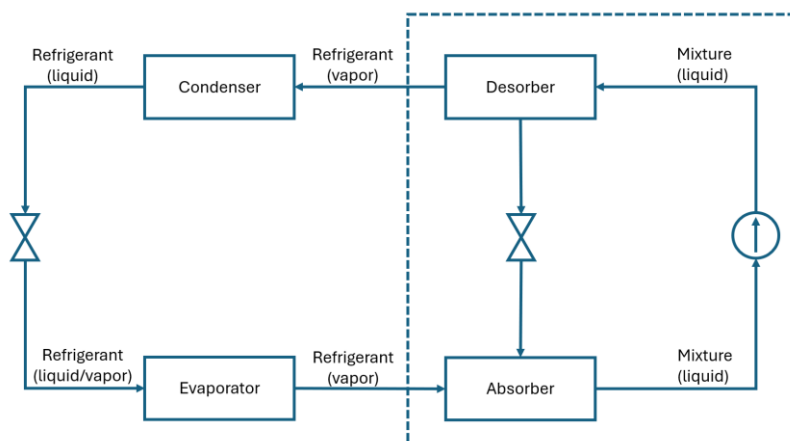 Refrigerant
(liquid)
Condenser
Refrigerant
(vapor)
Desorber
Mixture
(liquid)
Refrigerant
(liquid/vapor)
Evaporator
Refrigerant
(vapor)
Absorber
Mixture
(liquid)